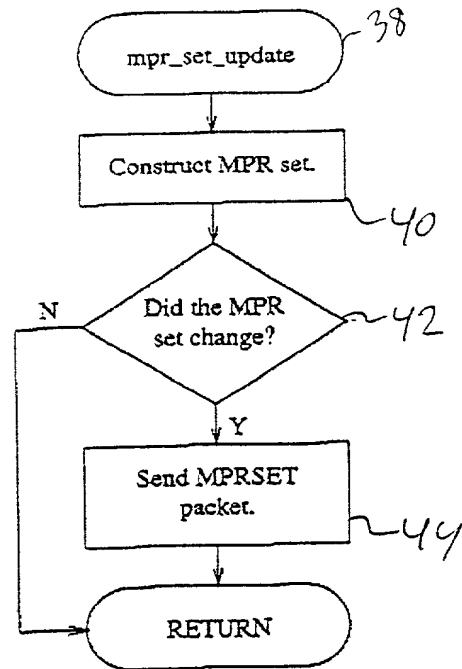 mpr_set_update
38
Construct MPR set.
40
N
Did the MPR
set change?
42
Y
Send MPRSET
packet.
44
RETURN